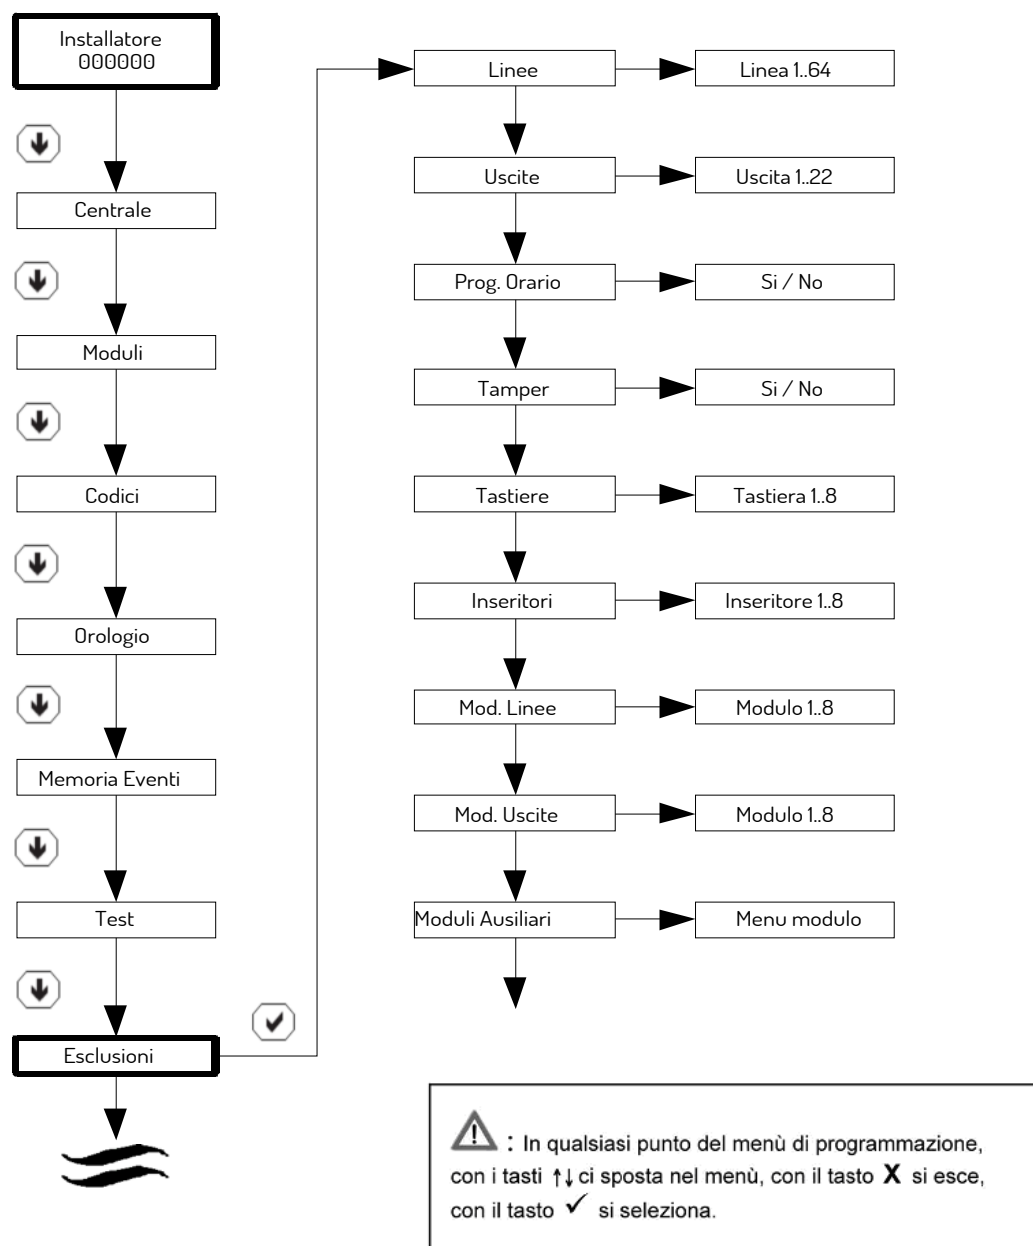 Installatore
000000
Centrale
Moduli
Codici
Orologio
Memoria Eventi
Test
Esclusioni
Linee
Linea 1..64
Uscite
Uscita 1..22
Prog. Orario
Si / No
Tamper
Si / No
Tastiere
Tastiera 1..8
Inseritori
Inseritore 1..8
Mod. Linee
Modulo 1..8
Mod. Uscite
Modulo 1..8
Moduli Ausiliari
Menu modulo
: In qualsiasi punto del menù di programmazione,
con i tasti ↑↓ ci sposta nel menù, con il tasto X si esce,
con il tasto ✓ si seleziona.